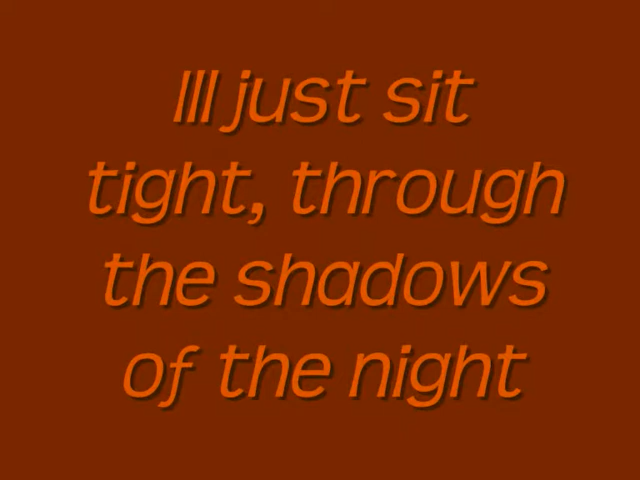 Ill just sit
tight, through
the shadows
of the night